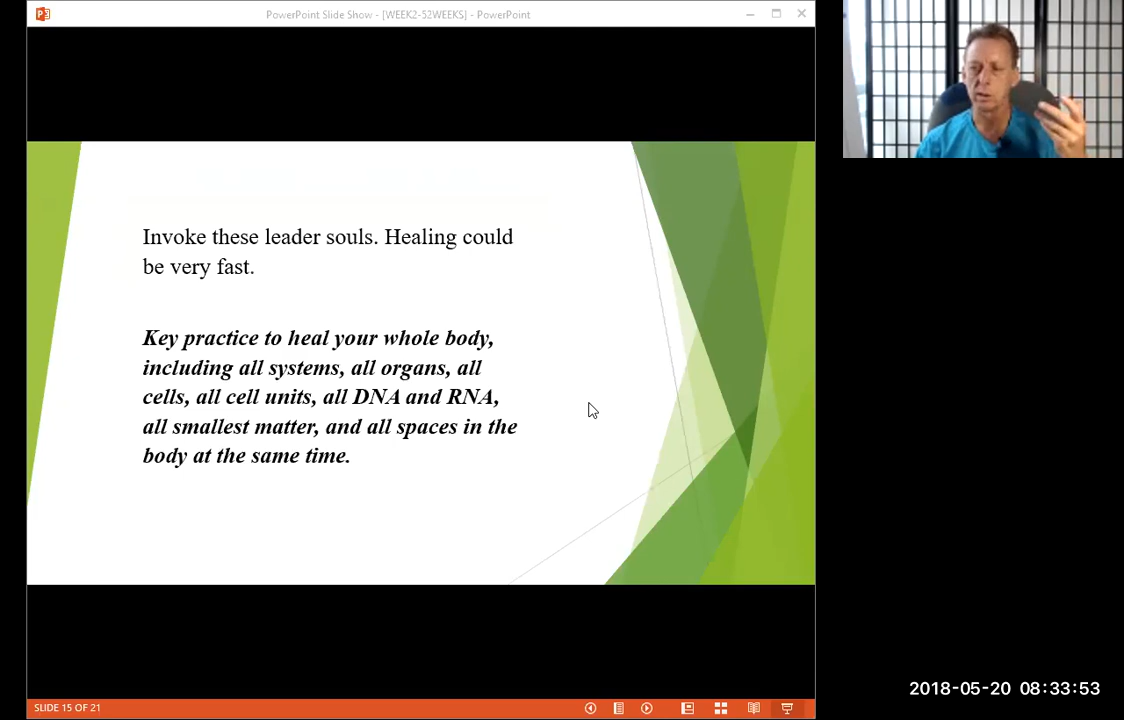 PowerPoint Slide Show - [WEEK2-52WEEKS] - PowerPoint
Invoke these leader souls. Healing could
be very fast.
Key practice to heal your whole body,
including all systems, all organs, all
cells, all cell units, all DNA and RNA,
all smallest matter, and all spaces in the
body at the same time.
2018-05-20 08:33:53
SLIDE 15 OF 21